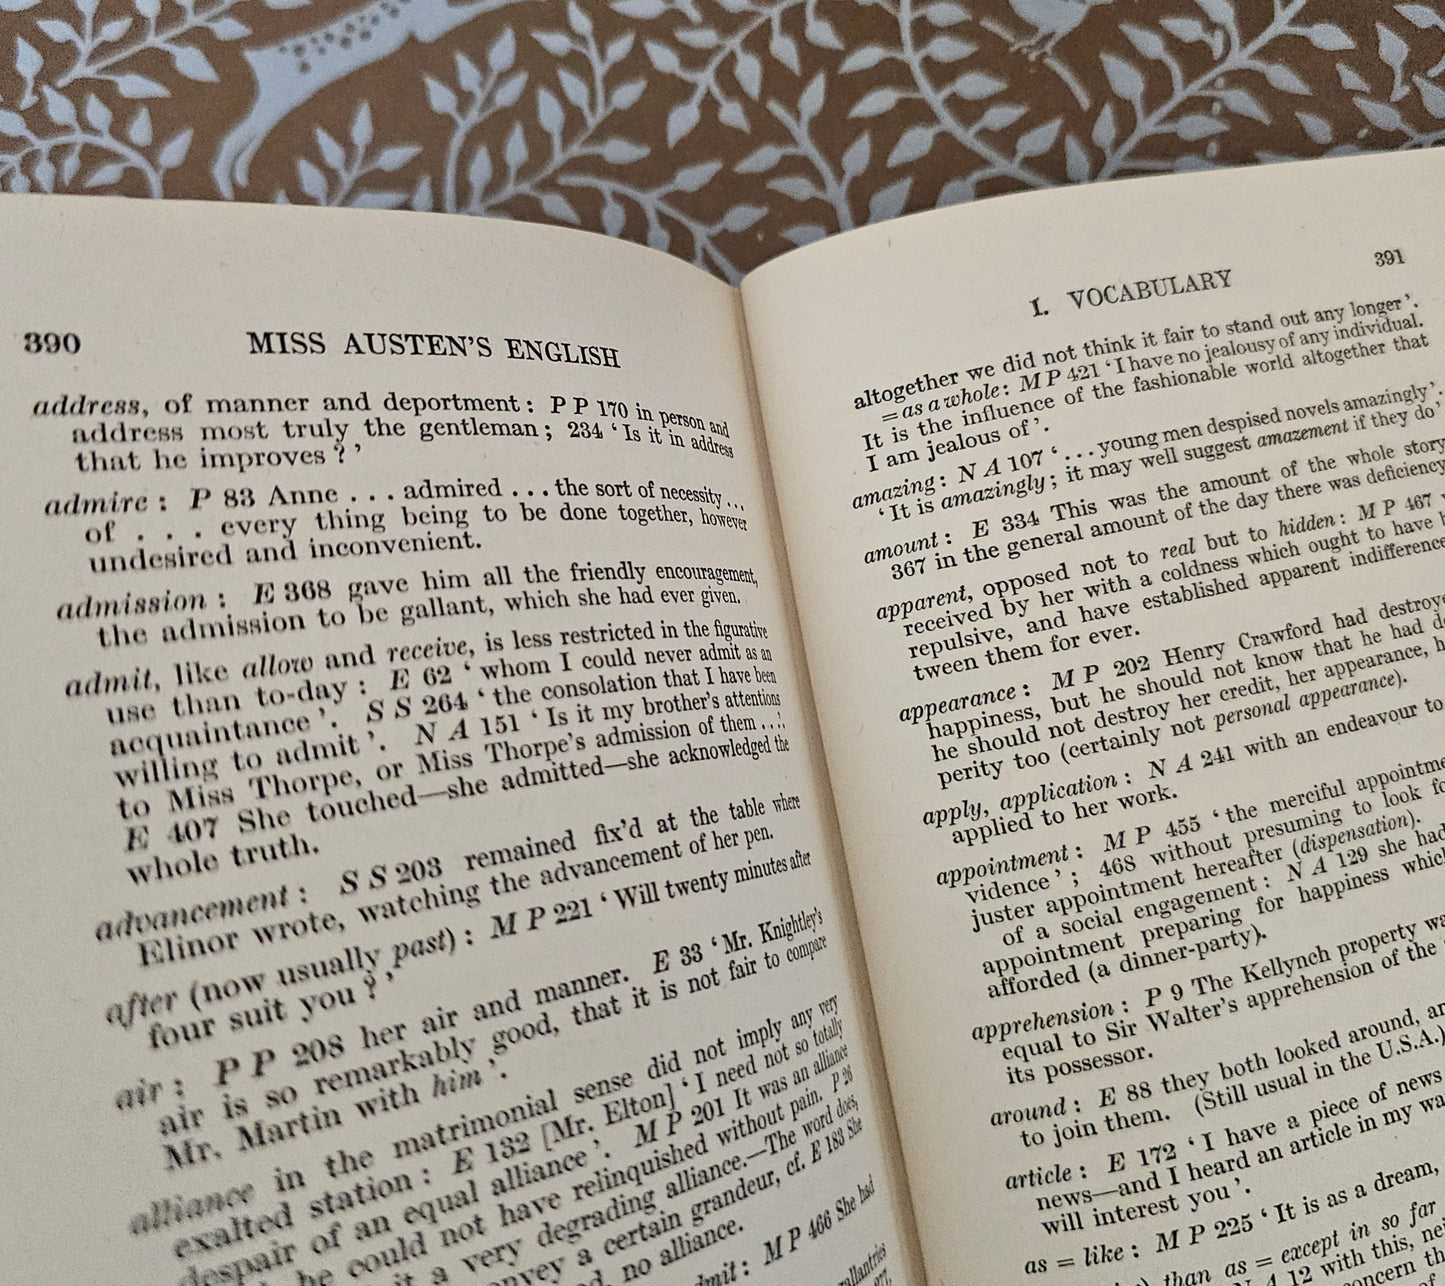 390 MISS AUSTEN'S ENGLISH
address, of manner and deportment : P P 170 in person and
address most truly the gentleman ; 234 ‘ Is it in address
that he improves ? ’
admire : P 83 Anne . . . admired . . . the sort of necessity . . .
of . . . every thing being to be done together, however
undesired and inconvenient.
admission : E 368 gave him all the friendly encouragement,
the admission to be gallant, which she had ever given.
admit, like allow and receive, is less restricted in the figurative
use than to-day : E 62 ‘ whom I could never admit as an
acquaintance ’. S S 264 ‘ the consolation that I have been
willing to admit ’. N A 151 ‘ Is it my brother's attentions
to Miss Thorpe, or Miss Thorpe's admission of them . . .’.
E 407 She touched—she admitted—she acknowledged the
whole truth.
advancement : S S 203 remained fix'd at the table where
Elinor wrote, watching the advancement of her pen.
after (now usually past) : M P 221 ‘ Will twenty minutes after
four suit you ? ’
air : P P 208 her air and manner. E 33 ‘ Mr. Knightley's
air is so remarkably good, that it is not fair to compare
Mr. Martin with him ’.
alliance in the matrimonial sense did not imply any very
exalted station : E 132 [Mr. Elton] ‘ I need not so totally
despair of an equal alliance ’. M P 201 It was an alliance
he could not have relinquished without pain. P 26
it a very degrading alliance.—The word does,
convey a certain grandeur, cf. E 183 She
no alliance.
M P 466 She had
I. VOCABULARY 391
altogether we did not think it fair to stand out any longer ’.
= as a whole : M P 421 ‘ I have no jealousy of any individual.
It is the influence of the fashionable world altogether that
I am jealous of ’.
amazing : N A 107 ‘ . . . young men despised novels amazingly ’.
‘ It is amazingly ; it may well suggest amazement if they do ’
amount : E 334 This was the amount of the whole story
367 in the general amount of the day there was deficiency
apparent, opposed not to real but to hidden : M P 467
received by her with a coldness which ought to have
repulsive, and have established apparent indifference
tween them for ever.
appearance : M P 202 Henry Crawford had destroye
happiness, but he should not know that he had d
he should not destroy her credit, her appearance, h
perity too (certainly not personal appearance).
apply, application : N A 241 with an endeavour to
applied to her work.
appointment : M P 455 ‘ the merciful appointme
vidence ’ ; 468 without presuming to look fo
juster appointment hereafter (dispensation).
of a social engagement : N A 129 she had
appointment preparing for happiness which
afforded (a dinner-party).
apprehension : P 9 The Kellynch property wa
equal to Sir Walter's apprehension of the
its possessor.
around : E 88 they both looked around, an
to join them. (Still usual in the U.S.A.)
article : E 172 ‘ I have a piece of news
news—and I heard an article in my wa
will interest you ’.
as = like : M P 225 ‘ It is as a dream,
than as = except in so far
N 12 with this, nei